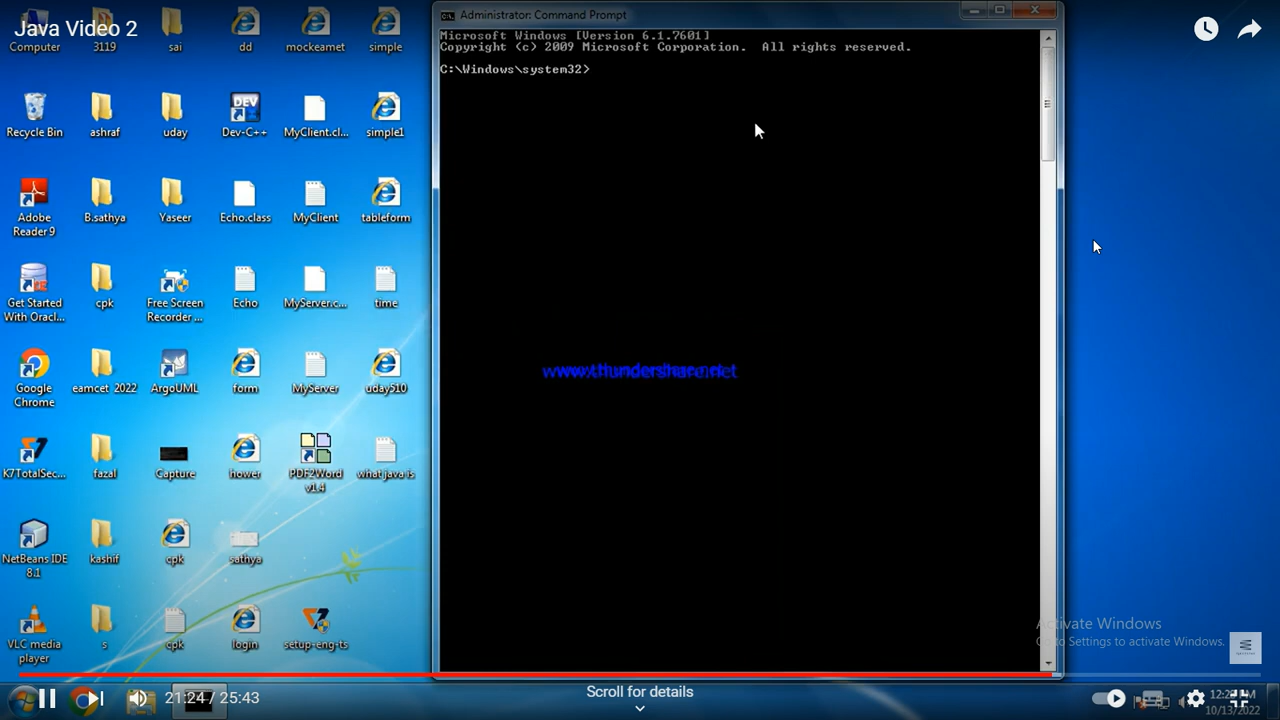 Java Video 2
Administrator: Command Prompt
Microsoft Windows [Version 6.1.7601]
Copyright (c) 2009 Microsoft Corporation.  All rights reserved.
C:\Windows\system32>
Computer
3119
sai
dd
mockeamet
simple
Recycle Bin
ashraf
uday
Dev-C++
MyClient.cl...
simple1
Adobe
Reader 9
B.sathya
Yaseer
Echo.class
MyClient
tableform
Get Started
With Oracl...
cpk
Free Screen
Recorder ...
Echo
MyServer.c...
time
Google
Chrome
eamcet 2022
ArgoUML
form
MyServer
uday510
K7TotalSec...
fazal
Capture
hower
PDF2Word
v1.4
what java is
NetBeans IDE
8.1
kashif
cpk
sathya
VLC media
player
s
cpk
login
setup-eng-ts
www.thundershare.net
Activate Windows
Go to Settings to activate Windows.
21:24 / 25:43
Scroll for details
10/13/2022